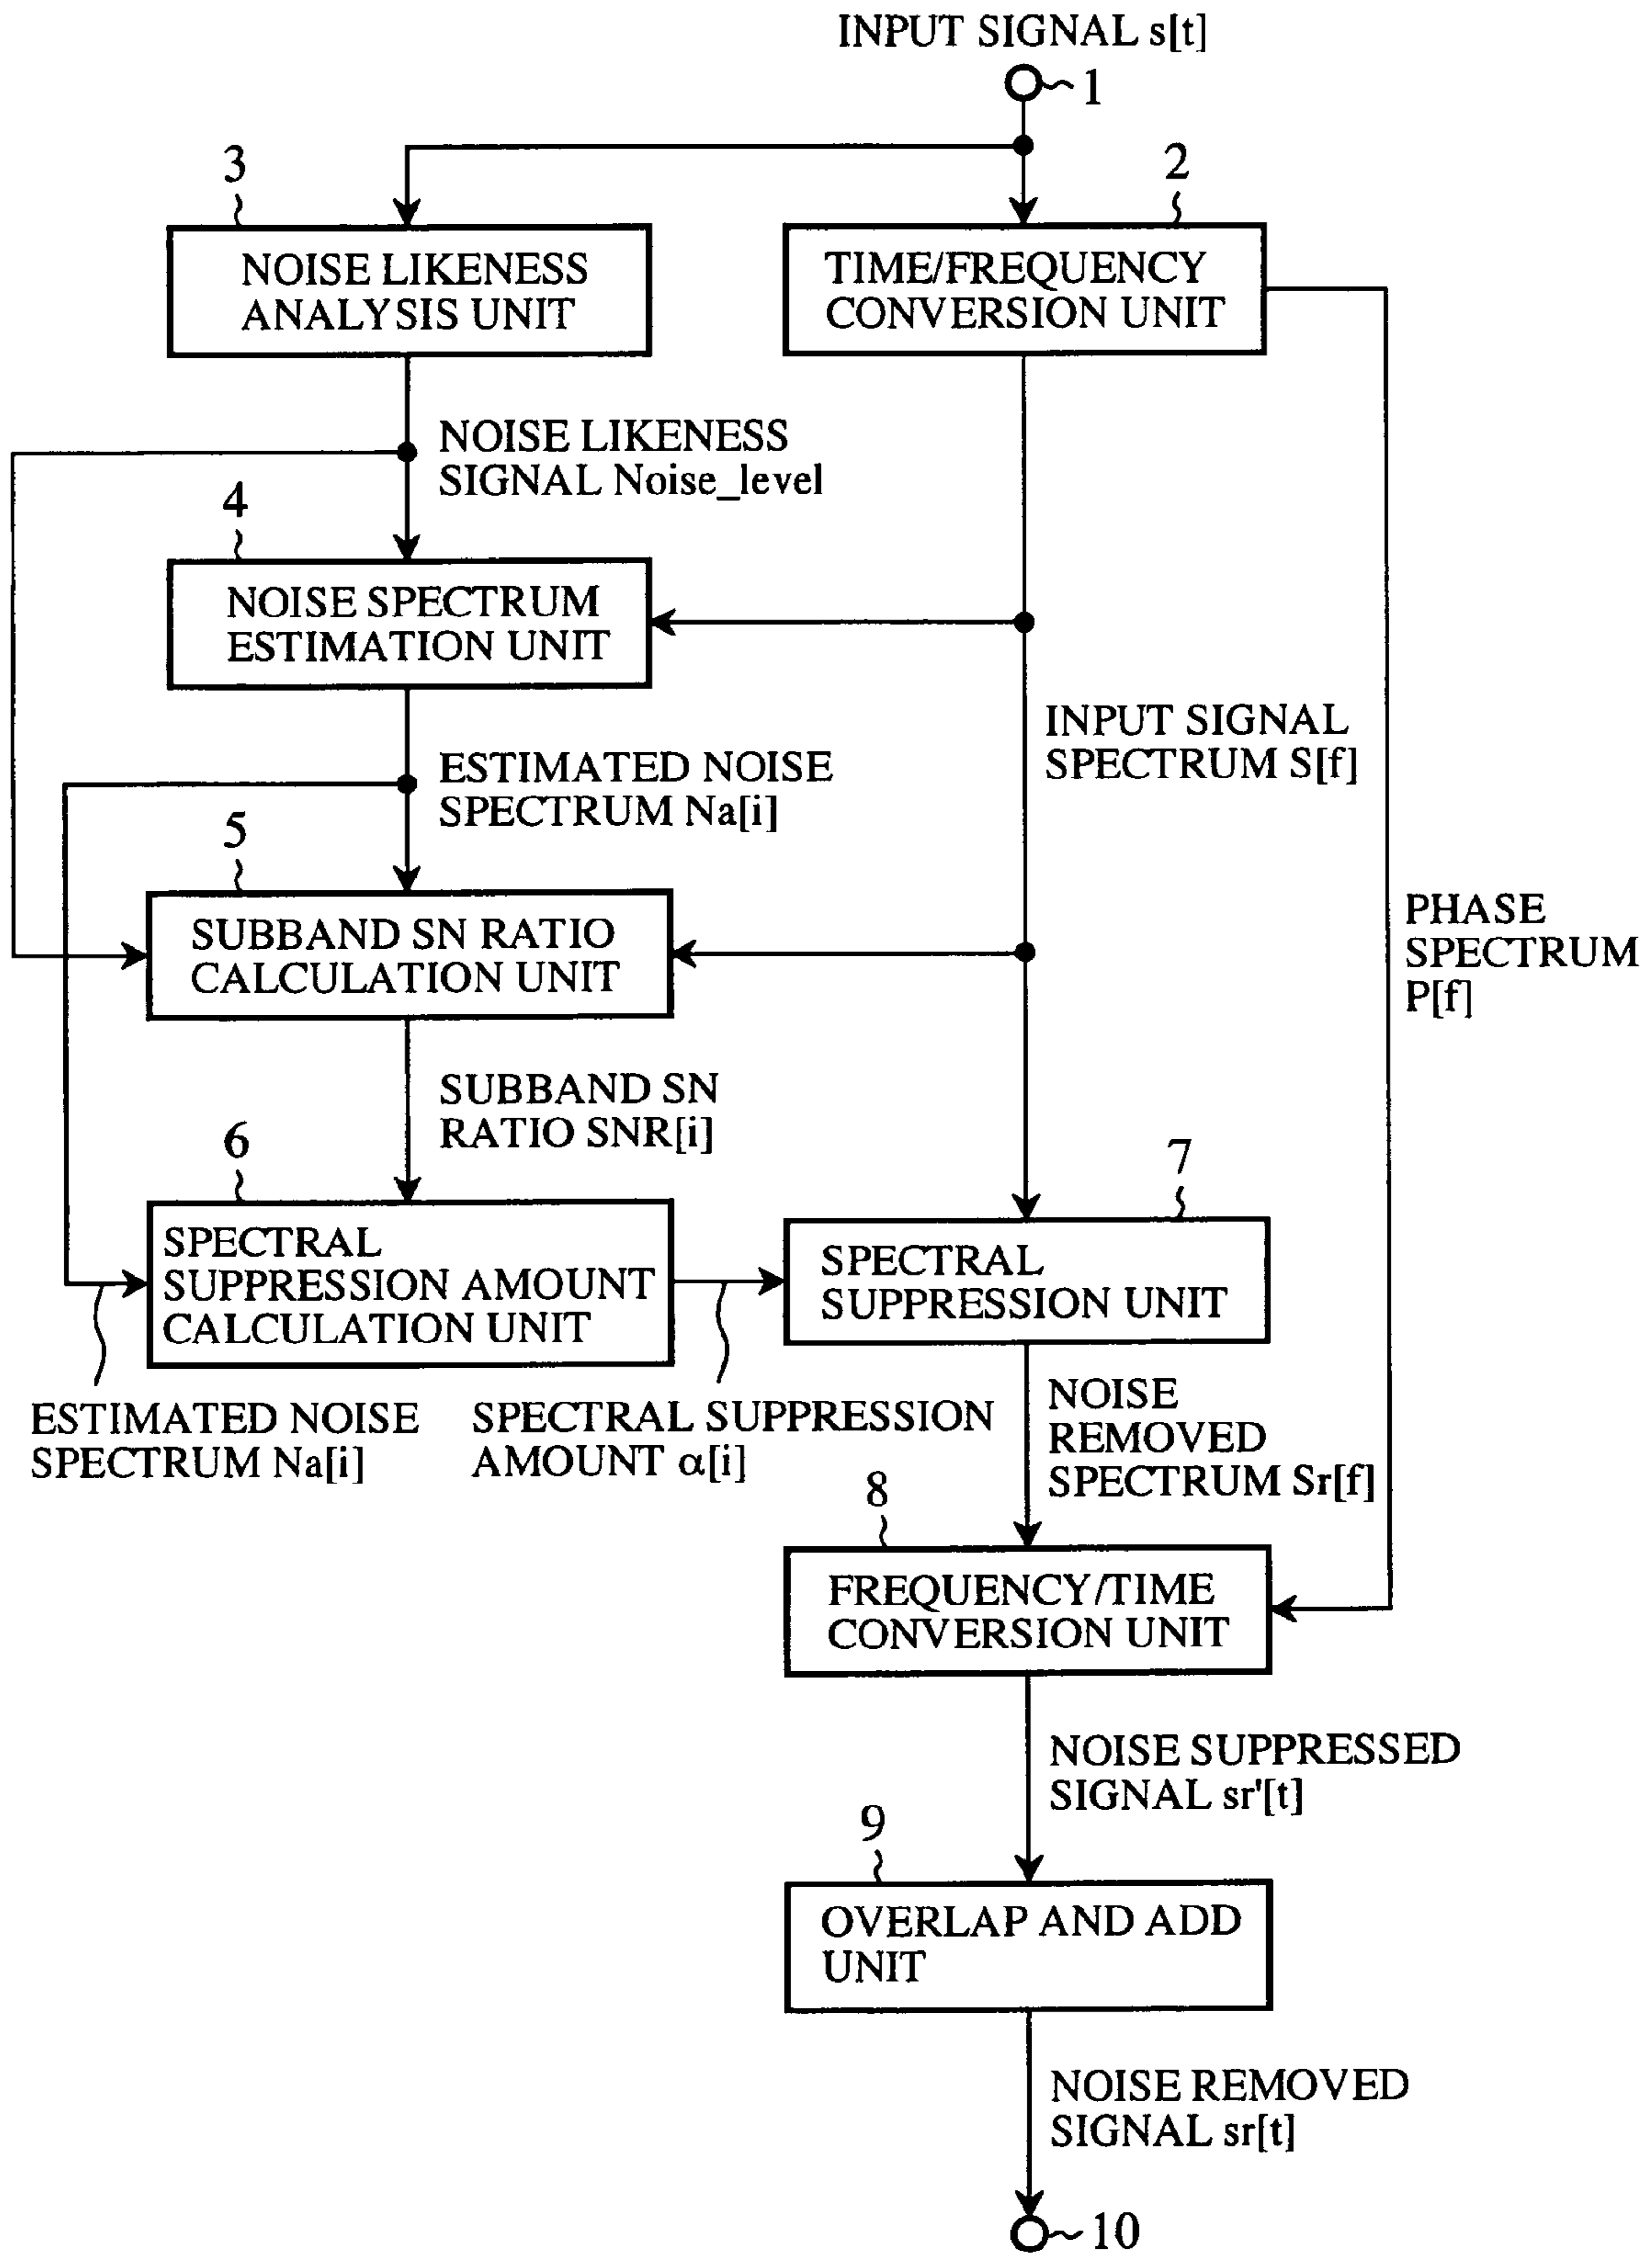 INPUT SIGNAL s[t]
1
3
2
NOISE LIKENESS
ANALYSIS UNIT
TIME/FREQUENCY
CONVERSION UNIT
NOISE LIKENESS
SIGNAL Noise_level
4
NOISE SPECTRUM
ESTIMATION UNIT
INPUT SIGNAL
SPECTRUM S[f]
ESTIMATED NOISE
SPECTRUM Na[i]
5
SUBBAND SN RATIO
CALCULATION UNIT
PHASE
SPECTRUM
P[f]
SUBBAND SN
RATIO SNR[i]
6
7
SPECTRAL
SUPPRESSION AMOUNT
CALCULATION UNIT
SPECTRAL
SUPPRESSION UNIT
ESTIMATED NOISE
SPECTRUM Na[i]
SPECTRAL SUPPRESSION
AMOUNT α[i]
NOISE
REMOVED
SPECTRUM Sr[f]
8
FREQUENCY/TIME
CONVERSION UNIT
NOISE SUPPRESSED
SIGNAL sr'[t]
9
OVERLAP AND ADD
UNIT
NOISE REMOVED
SIGNAL sr[t]
10